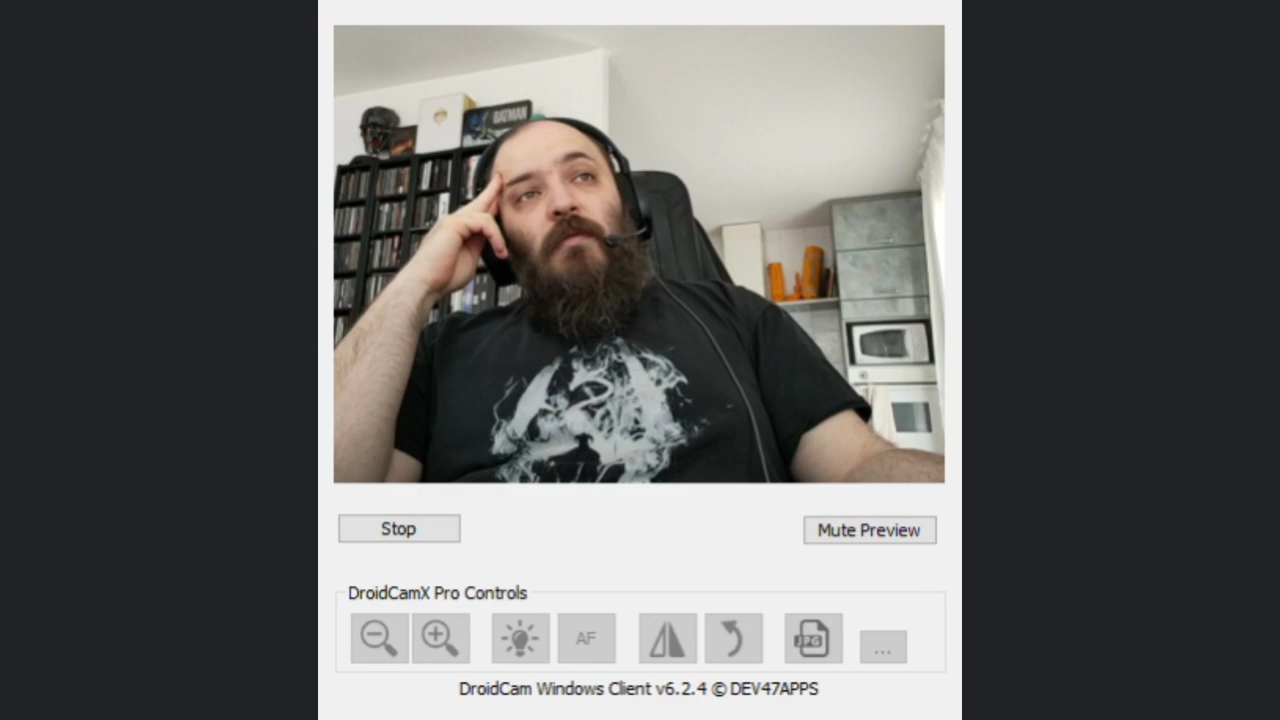 BATMAN
Stop
Mute Preview
DroidCamX Pro Controls
AF
JPG
...
DroidCam Windows Client v6.2.4 © DEV47APPS